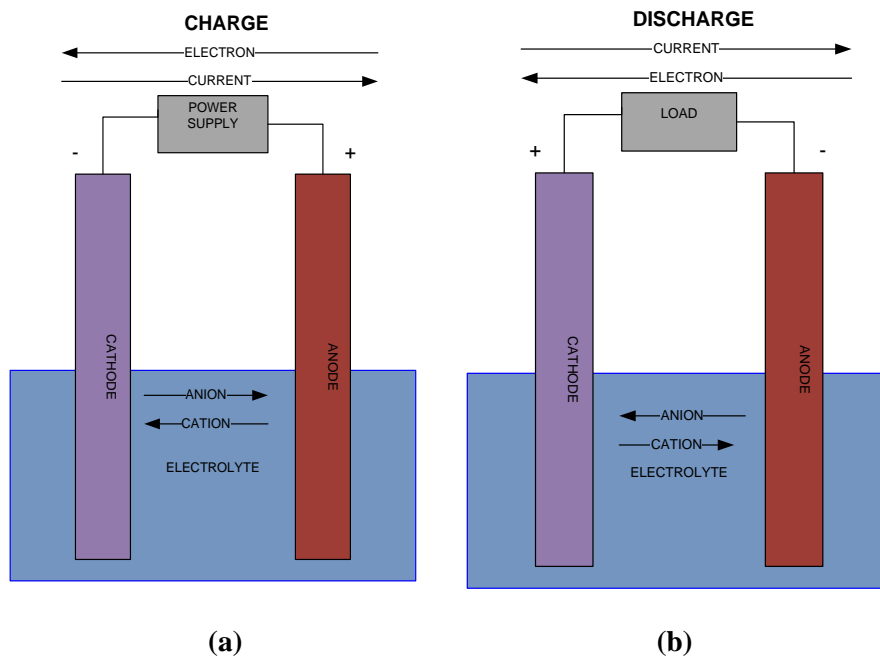 CHARGE
ELECTRON
CURRENT
POWER
SUPPLY
-
+
CATHODE
ANODE
ANION
CATION
ELECTROLYTE
(a)
DISCHARGE
CURRENT
ELECTRON
LOAD
+
-
CATHODE
ANODE
ANION
CATION
ELECTROLYTE
(b)